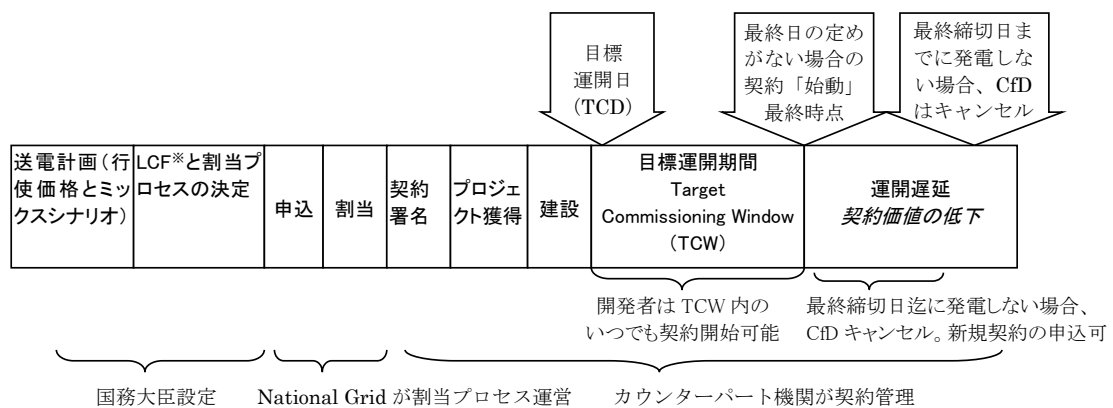 目標
運開日
（TCD）
最終日の定め
がない場合の
契約「始動」
最終時点
最終締切日ま
でに発電しな
い場合、CfD
はキャンセル
送電計画（行
使価格とミッ
クスシナリオ）
LCF※と割当プ
ロセスの決定
申込
割当
契約
署名
プロジェ
クト獲得
建設
目標運開期間
Target
Commissioning Window
（TCW）
運開遅延
契約価値の低下
開発者は TCW 内の
いつでも契約開始可能
最終締切日迄に発電しない場合、
CfD キャンセル。新規契約の申込可
国務大臣設定
National Grid が割当プロセス運営
カウンターパート機関が契約管理